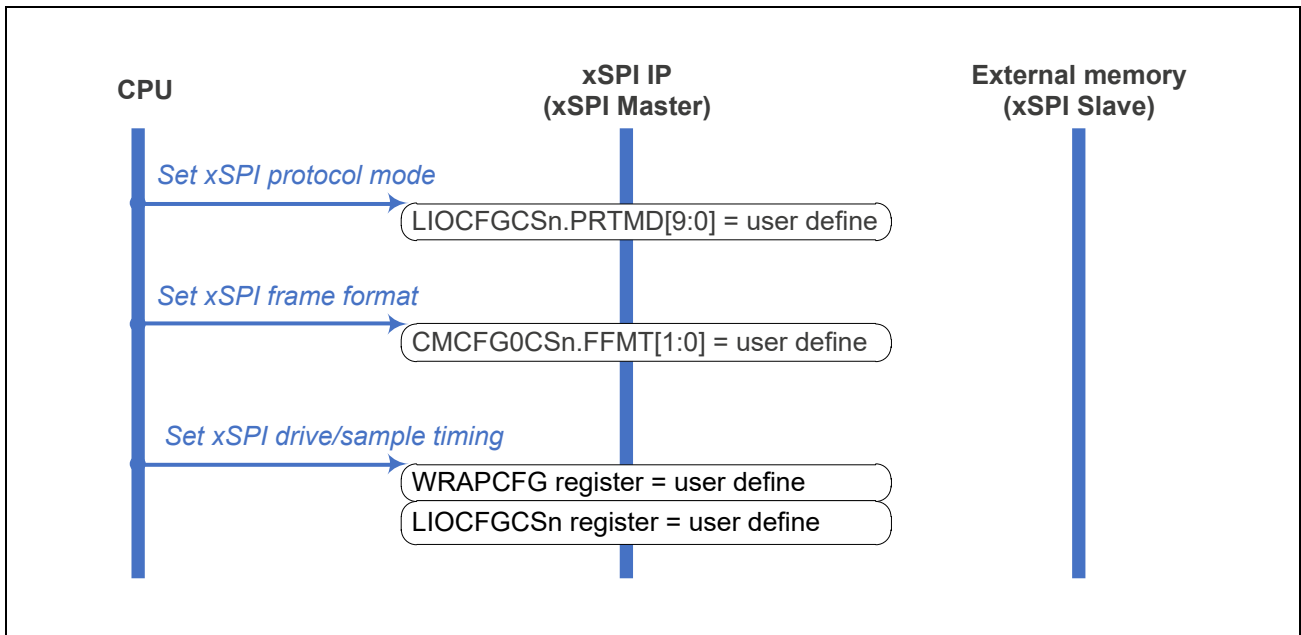 CPU
xSPI IP
(xSPI Master)
External memory
(xSPI Slave)
Set xSPI protocol mode
LIOCFGCSn.PRTMD[9:0] = user define
Set xSPI frame format
CMCFG0CSn.FFMT[1:0] = user define
Set xSPI drive/sample timing
WRAPCFG register = user define
LIOCFGCSn register = user define